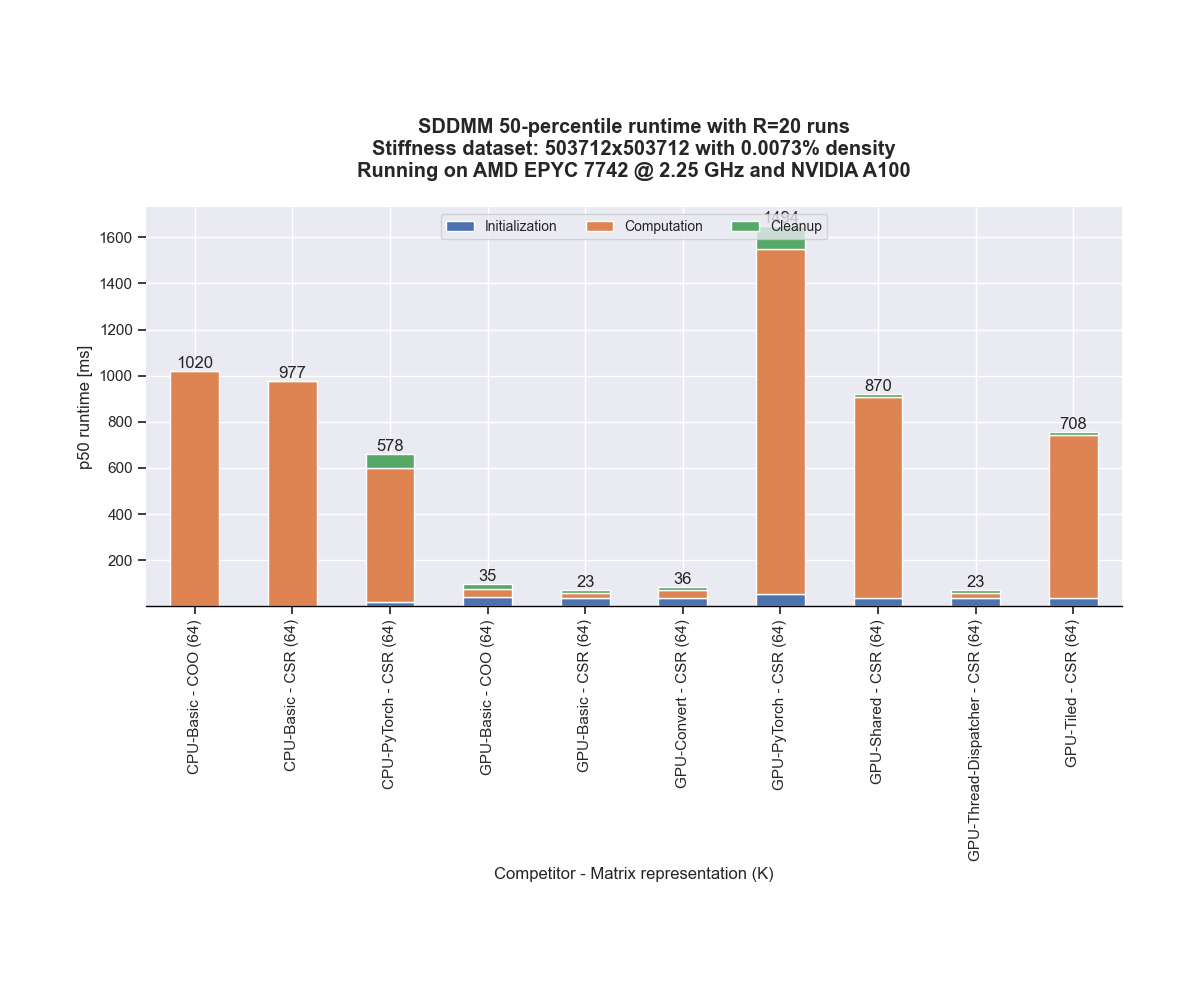 SDDMM 50-percentile runtime with R=20 runs
Stiffness dataset: 503712x503712 with 0.0073% density
Running on AMD EPYC 7742 @ 2.25 GHz and NVIDIA A100
Initialization
Computation
Cleanup
p50 runtime [ms]
1600
1400
1200
1000
800
600
400
200
1020
977
578
35
23
36
1494
870
23
708
CPU-Basic - COO (64)
CPU-Basic - CSR (64)
CPU-PyTorch - CSR (64)
GPU-Basic - COO (64)
GPU-Basic - CSR (64)
GPU-Convert - CSR (64)
GPU-PyTorch - CSR (64)
GPU-Shared - CSR (64)
GPU-Thread-Dispatcher - CSR (64)
GPU-Tiled - CSR (64)
Competitor - Matrix representation (K)